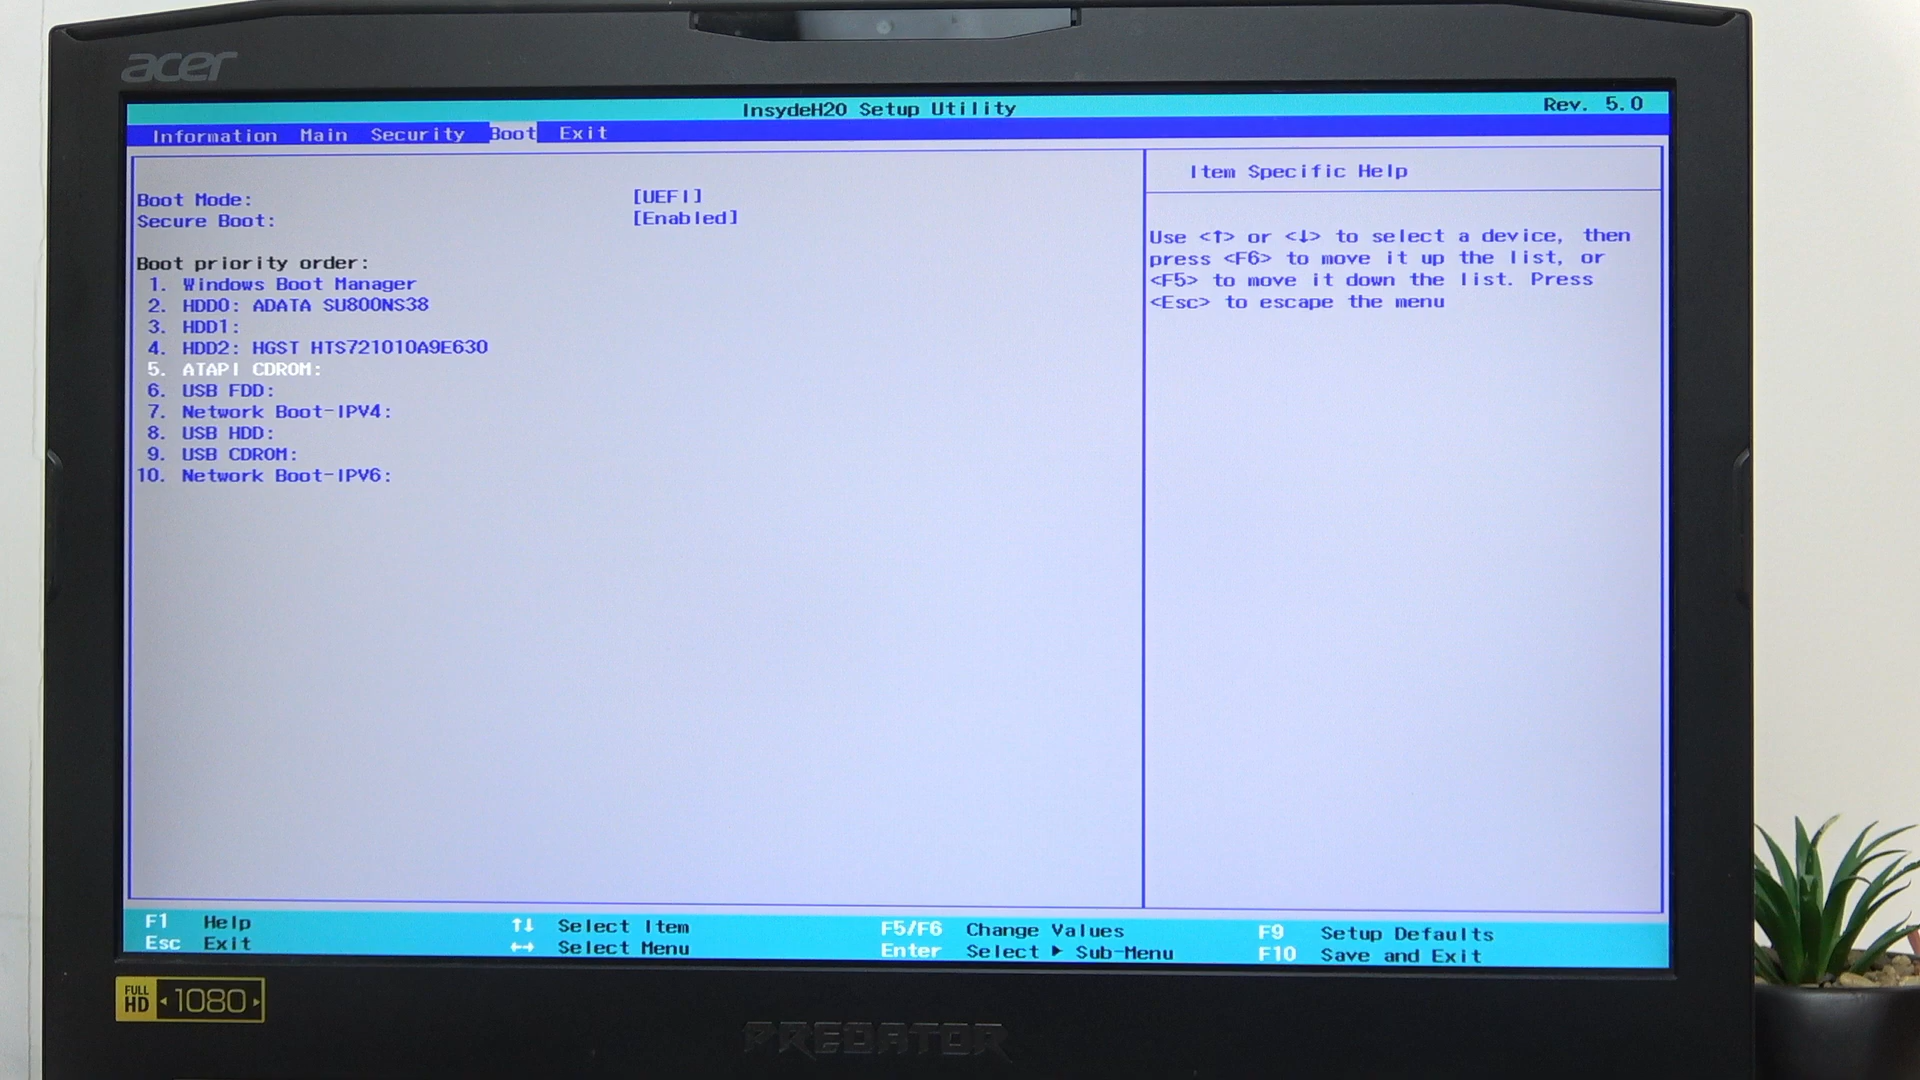 acer
InsydeH2O Setup Utility Rev. 5.0
Information Main Security Boot Exit
Item Specific Help
Boot Mode: [UEFI]
Secure Boot: [Enabled]
Boot priority order:
1. Windows Boot Manager
2. HDD0: ADATA SU800NS38
3. HDD1:
4. HDD2: HGST HTS721010A9E630
5. ATAPI CDROM:
6. USB FDD:
7. Network Boot-IPV4:
8. USB HDD:
9. USB CDROM:
10. Network Boot-IPV6:
Use <↑> or <↓> to select a device, then
press <F6> to move it up the list, or
<F5> to move it down the list. Press
<Esc> to escape the menu
F1 Help ↑↓ Select Item F5/F6 Change Values F9 Setup Defaults
Esc Exit ←→ Select Menu Enter Select ▶ Sub-Menu F10 Save and Exit
FULL HD 1080
PREDATOR